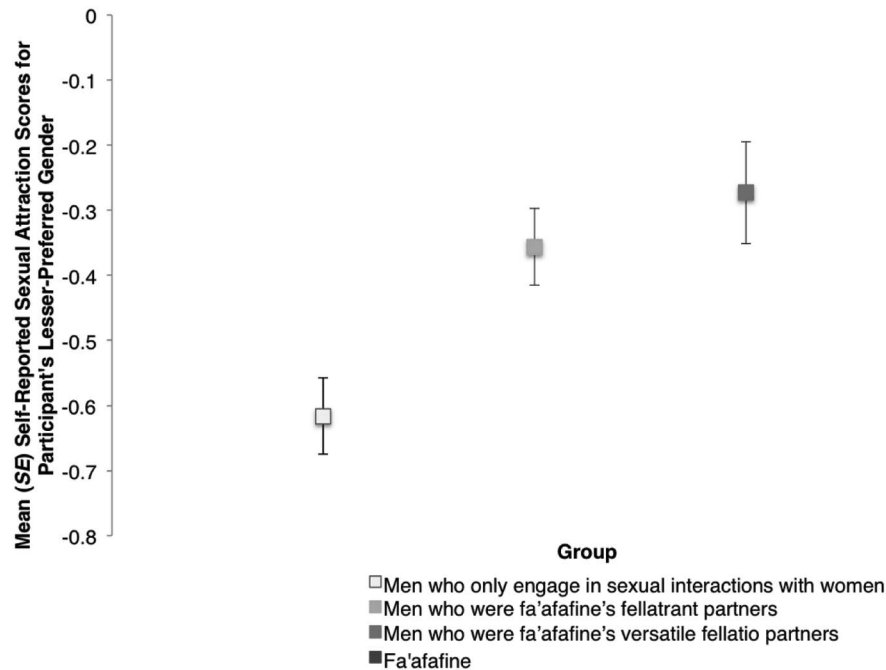 Mean (SE) Self-Reported Sexual Attraction Scores for
Participant's Lesser-Preferred Gender
0
-0.1
-0.2
-0.3
-0.4
-0.5
-0.6
-0.7
-0.8
Group
Men who only engage in sexual interactions with women
Men who were fa'afafine's fellatrant partners
Men who were fa'afafine's versatile fellatio partners
Fa'afafine